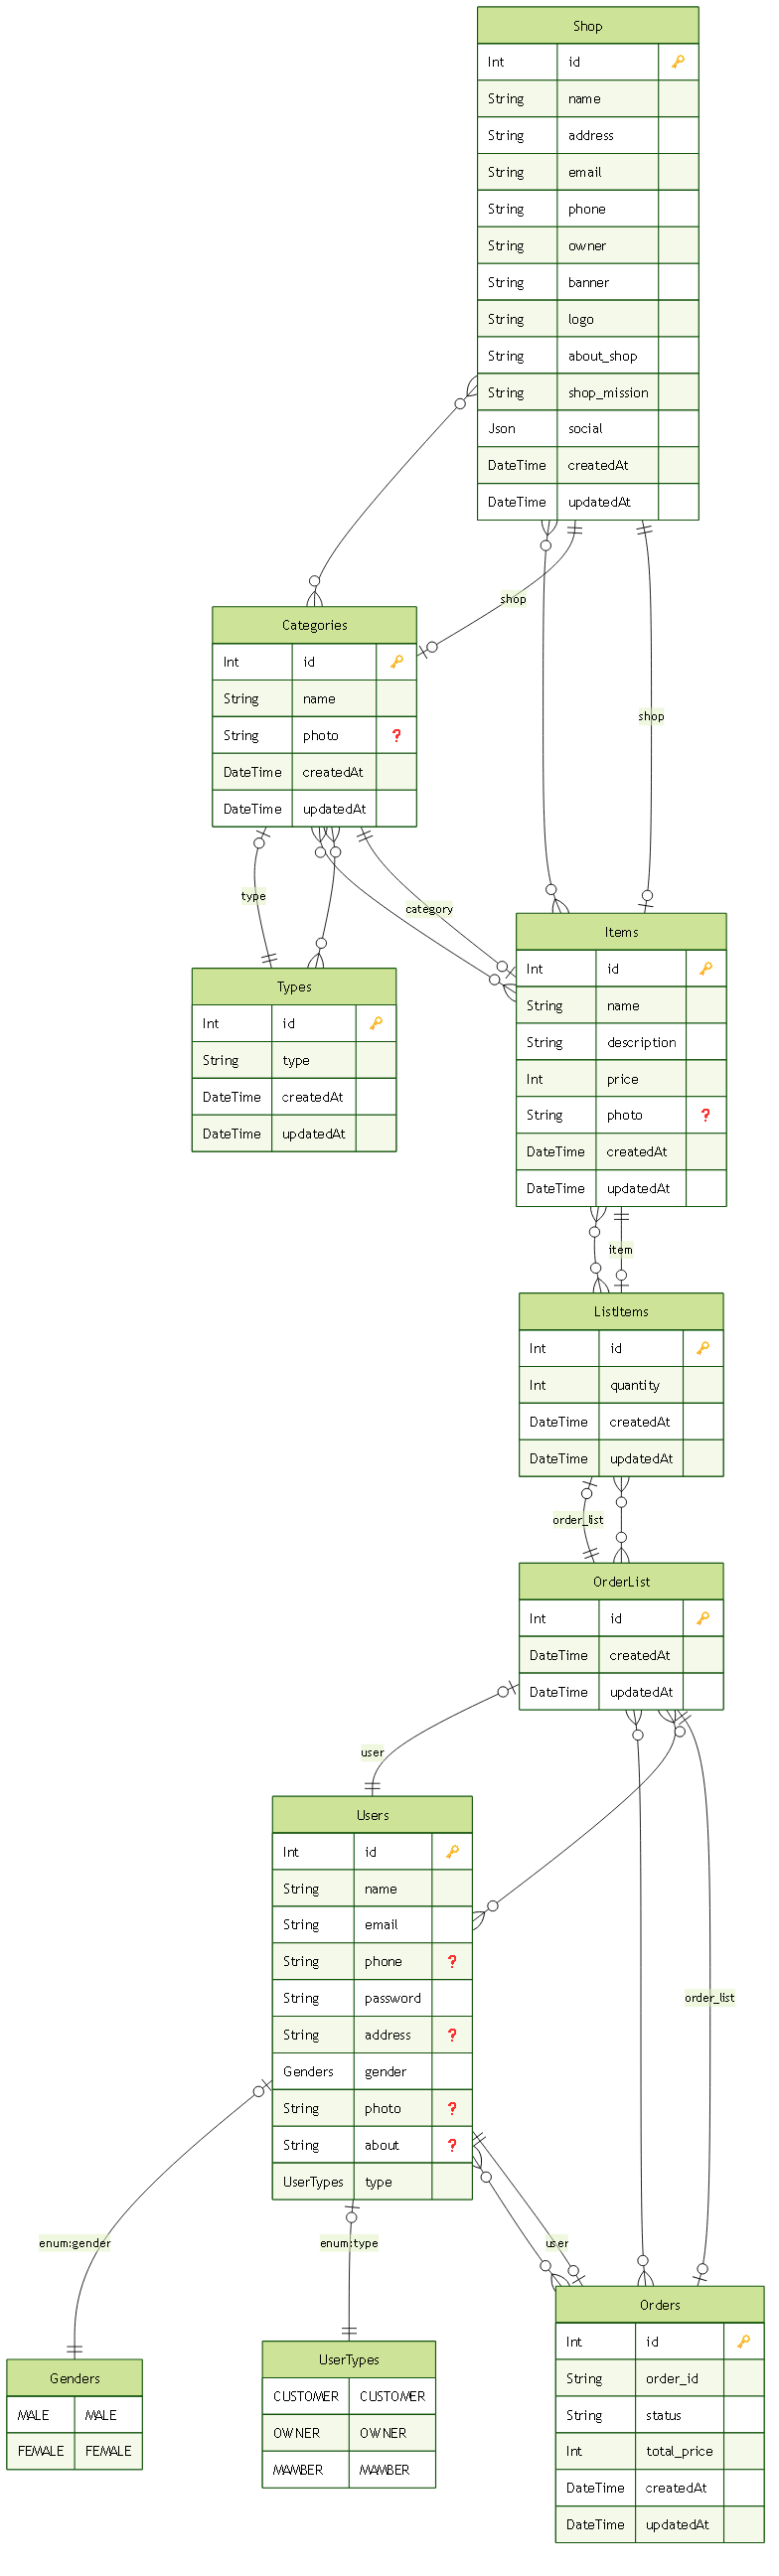 Shop
Int id
String name
String address
String email
String phone
String owner
String banner
String logo
String about_shop
String shop_mission
Json social
DateTime createdAt
DateTime updatedAt
shop
Categories
Int id
String name
String photo ?
DateTime createdAt
DateTime updatedAt
shop
type
category
Items
Int id
String name
String description
Int price
String photo ?
DateTime createdAt
DateTime updatedAt
Types
Int id
String type
DateTime createdAt
DateTime updatedAt
item
ListItems
Int id
Int quantity
DateTime createdAt
DateTime updatedAt
order_list
OrderList
Int id
DateTime createdAt
DateTime updatedAt
user
Users
Int id
String name
String email
String phone ?
String password
String address ?
Genders gender
String photo ?
String about ?
UserTypes type
order_list
enum:gender
enum:type
user
Orders
Int id
String order_id
String status
Int total_price
DateTime createdAt
DateTime updatedAt
UserTypes
CUSTOMER CUSTOMER
OWNER OWNER
MAMBER MAMBER
Genders
MALE MALE
FEMALE FEMALE